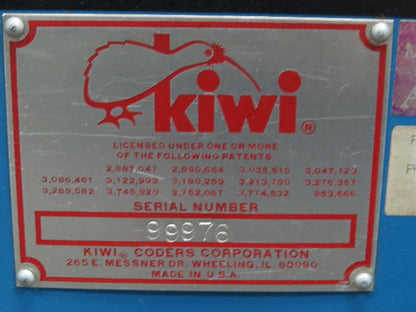 kiwi®
LICENSED UNDER ONE OR MORE
OF THE FOLLOWING PATENTS:
2,987,047 2,890,654 3,035,515 3,047,123
3,086,461 3,122,993 3,180,259 3,213,790 3,276,357
3,289,582 3,745,920 3,752,067 3,774,532 953,606
SERIAL NUMBER
99976
KIWI® CODERS CORPORATION
265 E. MESSNER DR. WHEELING, IL. 60090
MADE IN U.S.A.